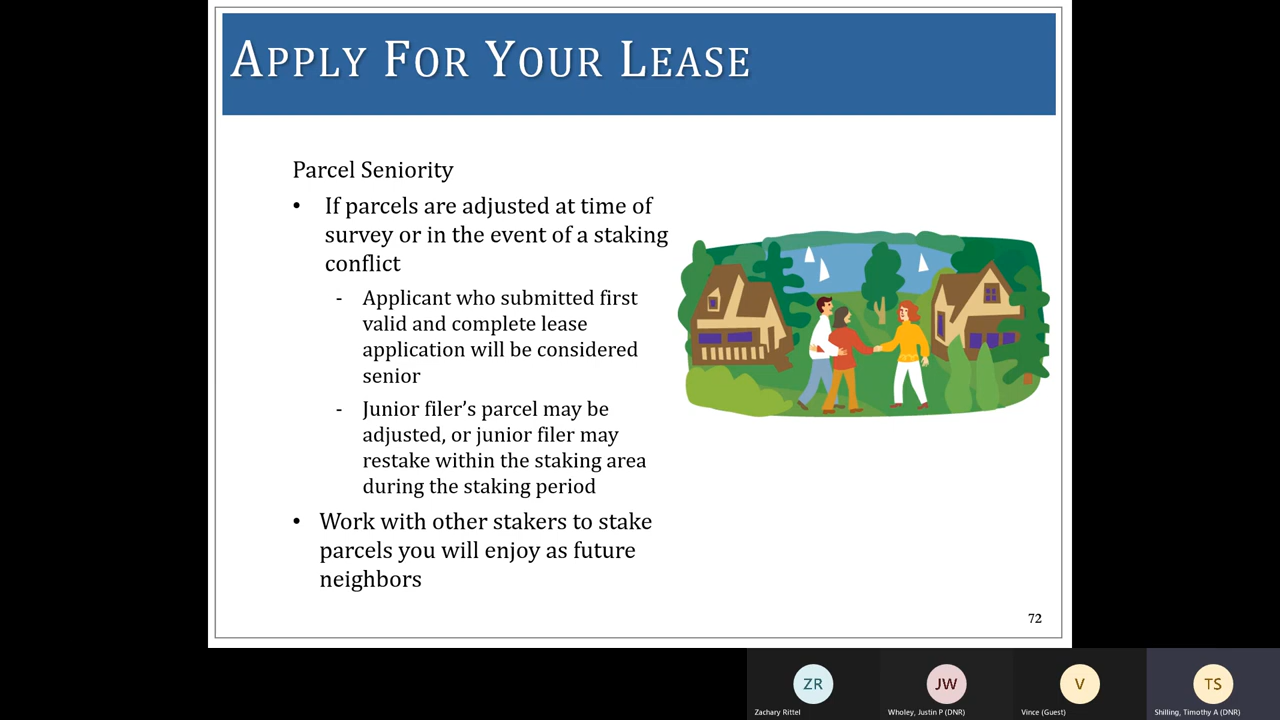 APPLY FOR YOUR LEASE
Parcel Seniority
• If parcels are adjusted at time of
survey or in the event of a staking
conflict
- Applicant who submitted first
valid and complete lease
application will be considered
senior
- Junior filer’s parcel may be
adjusted, or junior filer may
restake within the staking area
during the staking period
• Work with other stakers to stake
parcels you will enjoy as future
neighbors
72
ZR
JW
V
TS
Zachary Rittel
Wholey, Justin P (DNR)
Vince (Guest)
Shilling, Timothy A (DNR)